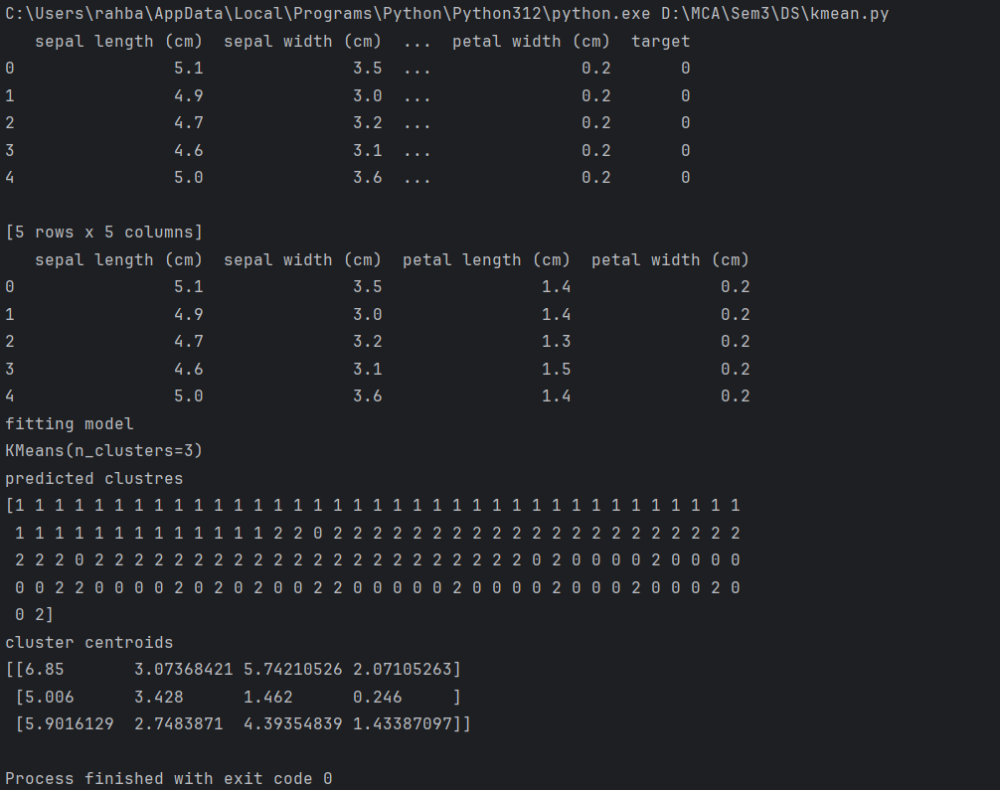 C:\Users\rahba\AppData\Local\Programs\Python\Python312\python.exe D:\MCA\Sem3\DS\kmean.py
sepal length (cm) sepal width (cm) ... petal width (cm) target
0 5.1 3.5 ... 0.2 0
1 4.9 3.0 ... 0.2 0
2 4.7 3.2 ... 0.2 0
3 4.6 3.1 ... 0.2 0
4 5.0 3.6 ... 0.2 0
[5 rows x 5 columns]
sepal length (cm) sepal width (cm) petal length (cm) petal width (cm)
0 5.1 3.5 1.4 0.2
1 4.9 3.0 1.4 0.2
2 4.7 3.2 1.3 0.2
3 4.6 3.1 1.5 0.2
4 5.0 3.6 1.4 0.2
fitting model
KMeans(n_clusters=3)
predicted clustres
[1 1 1 1 1 1 1 1 1 1 1 1 1 1 1 1 1 1 1 1 1 1 1 1 1 1 1 1 1 1 1 1 1 1 1 1 1
1 1 1 1 1 1 1 1 1 1 1 1 1 2 2 0 2 2 2 2 2 2 2 2 2 2 2 2 2 2 2 2 2 2 2 2 2
2 2 2 0 2 2 2 2 2 2 2 2 2 2 2 2 2 2 2 2 2 2 2 2 2 2 0 2 0 0 0 0 2 0 0 0 0
0 0 2 2 0 0 0 0 2 0 2 0 2 0 0 2 2 0 0 0 0 0 2 0 0 0 0 2 0 0 0 2 0 0 0 2 0
0 2]
cluster centroids
[[6.85 3.07368421 5.74210526 2.07105263]
[5.006 3.428 1.462 0.246 ]
[5.9016129 2.7483871 4.39354839 1.43387097]]
Process finished with exit code 0